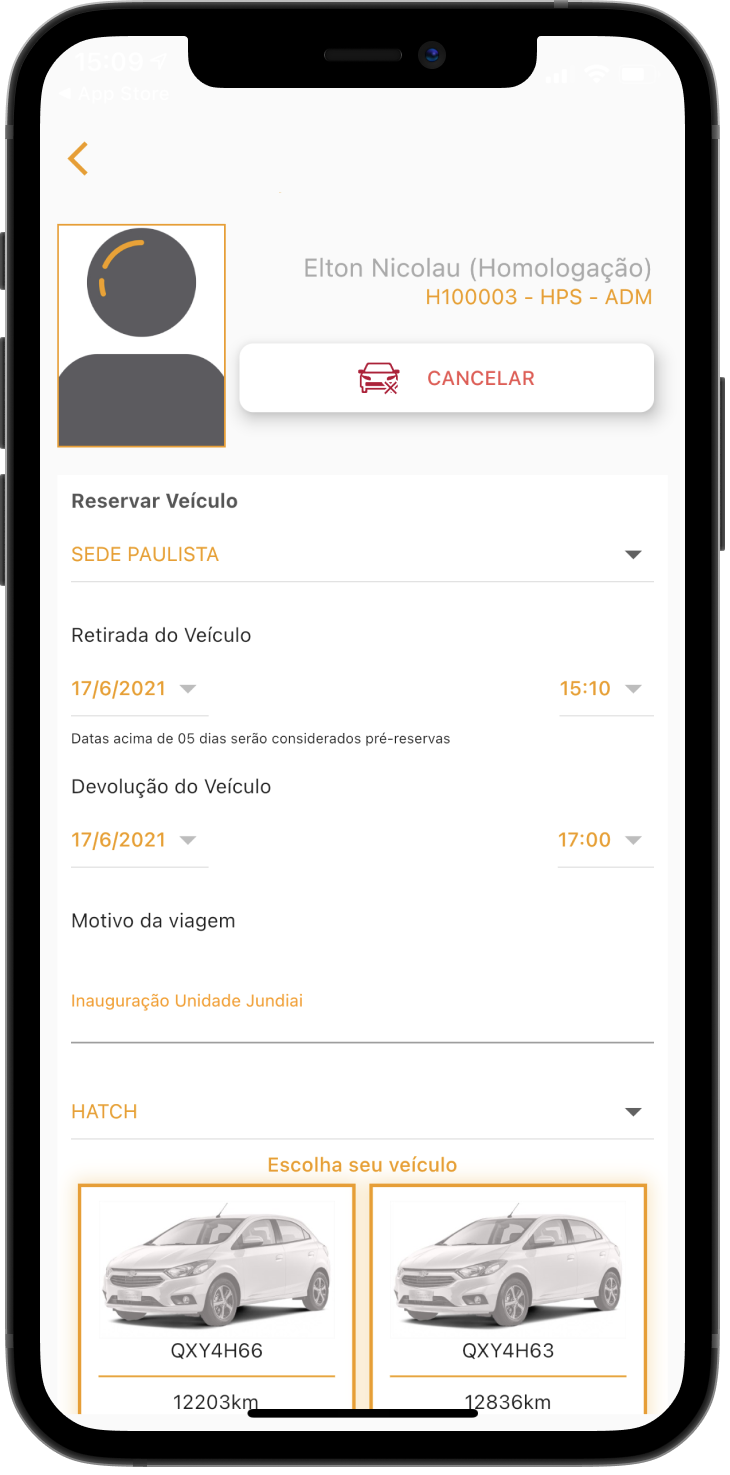 15:09
◀ App Store
Elton Nicolau (Homologação)
H100003 - HPS - ADM
CANCELAR
Reservar Veículo
SEDE PAULISTA
Retirada do Veículo
17/6/2021 15:10
Datas acima de 05 dias serão considerados pré-reservas
Devolução do Veículo
17/6/2021 17:00
Motivo da viagem
Inauguração Unidade Jundiai
HATCH
Escolha seu veículo
QXY4H66 QXY4H63
12203km 12836km